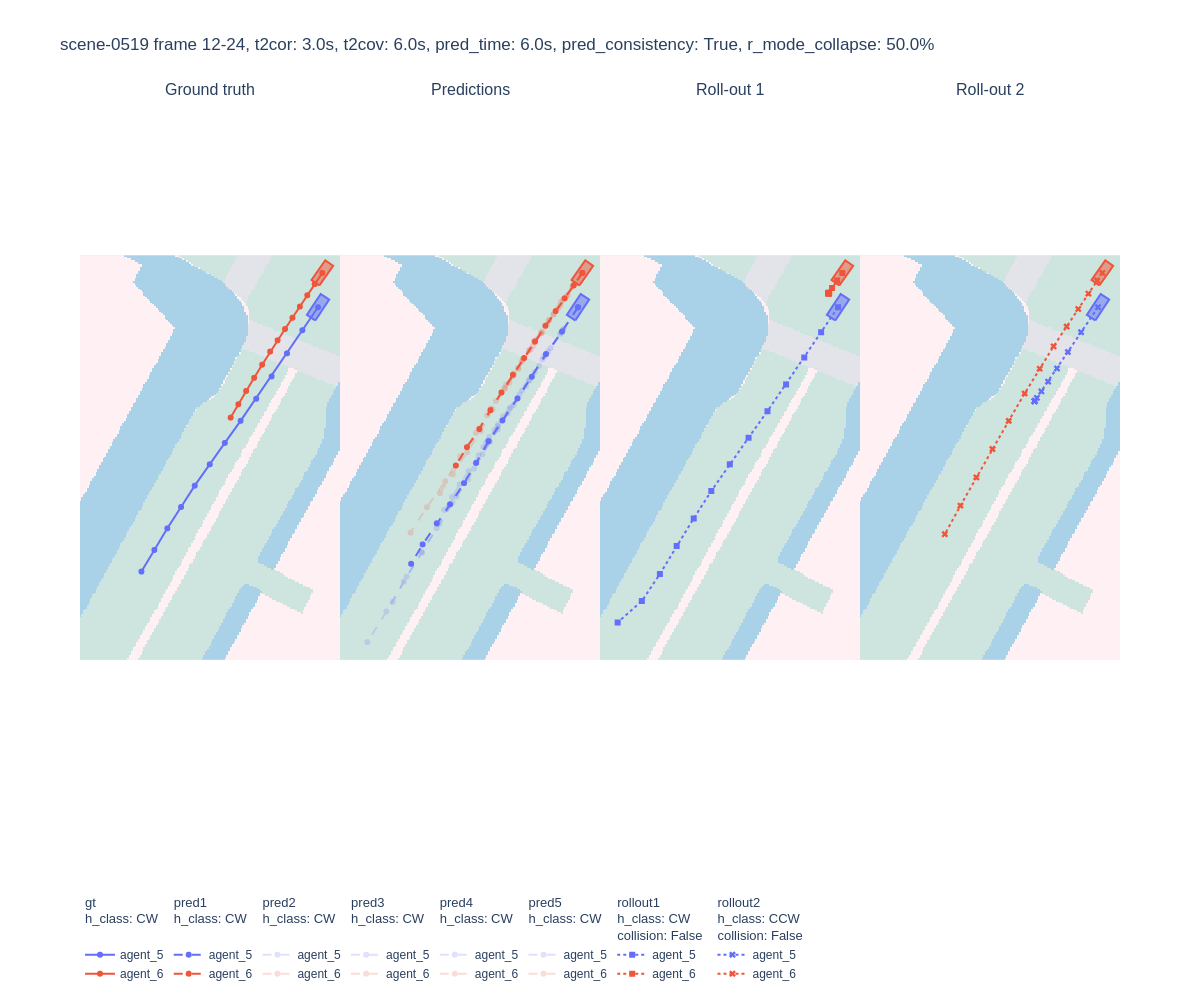 scene-0519 frame 12-24, t2cor: 3.0s, t2cov: 6.0s, pred_time: 6.0s, pred_consistency: True, r_mode_collapse: 50.0%
Ground truth
Predictions
Roll-out 1
Roll-out 2
gt
h_class: CW
agent_5
agent_6
pred1
h_class: CW
agent_5
agent_6
pred2
h_class: CW
agent_5
agent_6
pred3
h_class: CW
agent_5
agent_6
pred4
h_class: CW
agent_5
agent_6
pred5
h_class: CW
agent_5
agent_6
rollout1
h_class: CW
collision: False
agent_5
agent_6
rollout2
h_class: CCW
collision: False
agent_5
agent_6